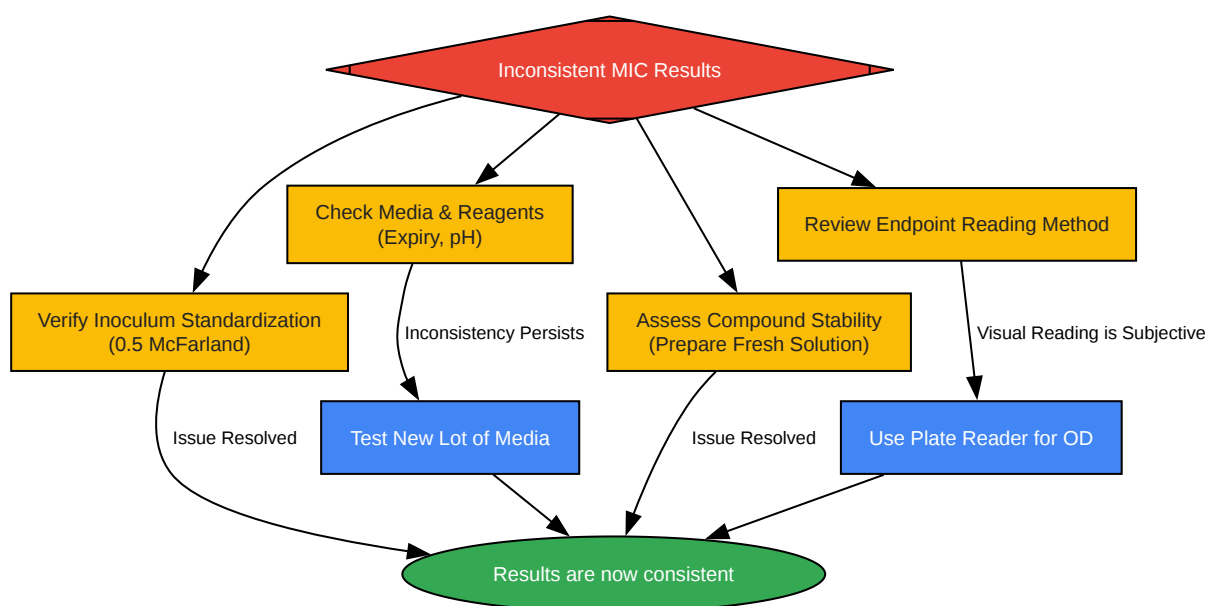 Inconsistent MIC Results
Check Media & Reagents
(Expiry, pH)
Review Endpoint Reading Method
Verify Inoculum Standardization
(0.5 McFarland)
Inconsistency Persists
Assess Compound Stability
(Prepare Fresh Solution)
Visual Reading is Subjective
Issue Resolved
Test New Lot of Media
Issue Resolved
Use Plate Reader for OD
Results are now consistent